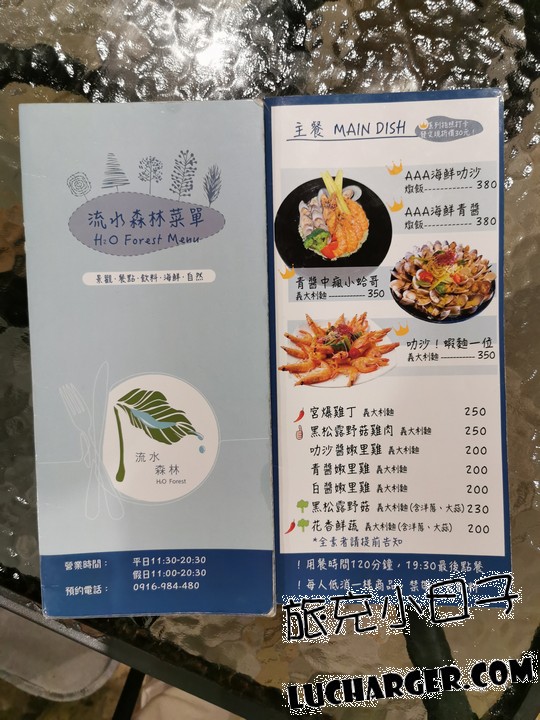 流水森林菜單
H2O Forest Menu
景觀·餐點·飲料·海鮮·自然
流水
森林
H2O Forest
營業時間： 平日11:30-20:30
假日11:00-20:30
預約電話： 0916-984-480
主餐 MAIN DISH
AAA海鮮叻沙
燉飯------------ 380
AAA海鮮青醬
燉飯------------ 380
青醬中瘋小蛤哥
義大利麵 ---------- 350
叻沙！蝦麵一位
義大利麵 ---------- 350
宮爆雞丁 義大利麵 250
黑松露野菇雞肉 義大利麵 250
叻沙醬嫩里雞 義大利麵 200
青醬嫩里雞 義大利麵 200
白醬嫩里雞 義大利麵 200
黑松露野菇 義大利麵(含洋蔥、大蒜) 230
花香鮮蔬 義大利麵(含洋蔥、大蒜) 200
*全素者請提前告知
！用餐時間120分鐘，19:30最後點餐
！每人低消一樣商品，禁
旅充小日子
LUCHARGER.COM